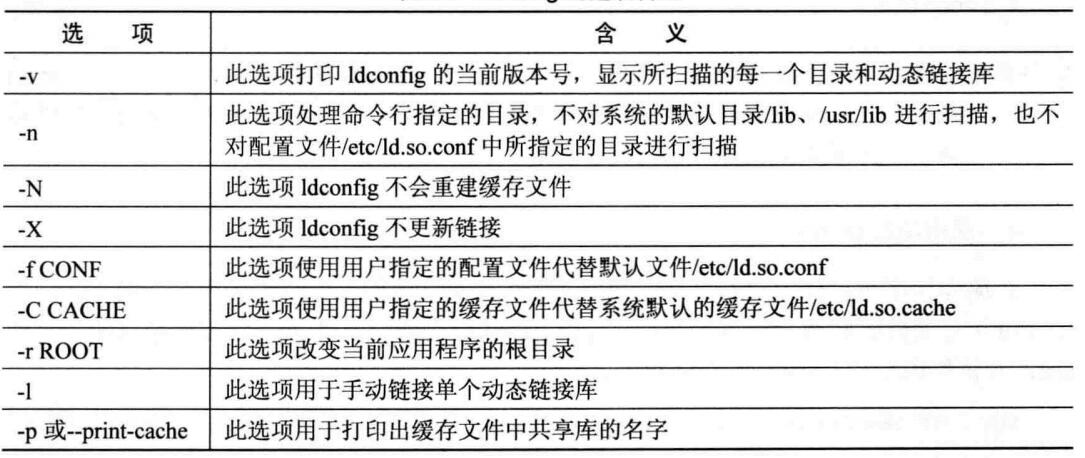 选 项 含 义
-v 此选项打印 ldconfig 的当前版本号，显示所扫描的每一个目录和动态链接库
-n 此选项处理命令行指定的目录，不对系统的默认目录/lib、/usr/lib 进行扫描，也不
对配置文件/etc/ld.so.conf 中所指定的目录进行扫描
-N 此选项 ldconfig 不会重建缓存文件
-X 此选项 ldconfig 不更新链接
-f CONF 此选项使用用户指定的配置文件代替默认文件/etc/ld.so.conf
-C CACHE 此选项使用用户指定的缓存文件代替系统默认的缓存文件/etc/ld.so.cache
-r ROOT 此选项改变当前应用程序的根目录
-l 此选项用于手动链接单个动态链接库
-p 或--print-cache 此选项用于打印出缓存文件中共享库的名字